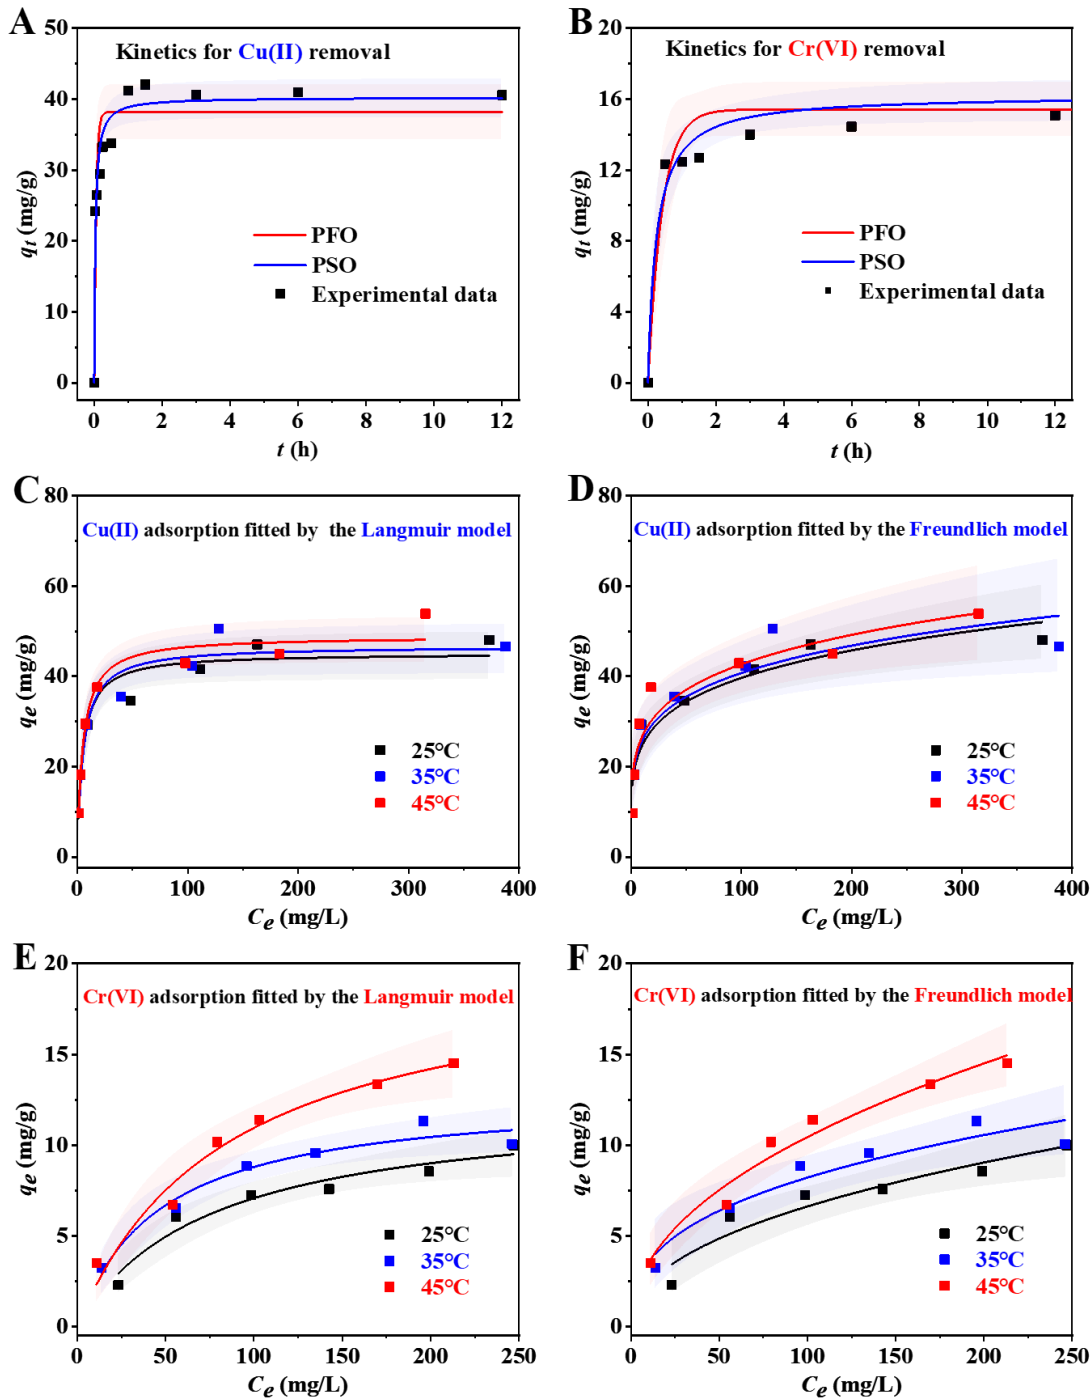 A
Kinetics for Cu(II) removal
50
40
30
20
10
0
qt (mg/g)
PFO
PSO
Experimental data
0 2 4 6 8 10 12
t (h)
B
Kinetics for Cr(VI) removal
20
16
12
8
4
0
qt (mg/g)
PFO
PSO
Experimental data
0 2 4 6 8 10 12
t (h)
C
Cu(II) adsorption fitted by the Langmuir model
80
60
40
20
0
qe (mg/g)
25°C
35°C
45°C
0 100 200 300 400
Ce (mg/L)
D
Cu(II) adsorption fitted by the Freundlich model
80
60
40
20
0
qe (mg/g)
25°C
35°C
45°C
0 100 200 300 400
Ce (mg/L)
E
Cr(VI) adsorption fitted by the Langmuir model
20
15
10
5
0
qe (mg/g)
25°C
35°C
45°C
0 50 100 150 200 250
Ce (mg/L)
F
Cr(VI) adsorption fitted by the Freundlich model
20
15
10
5
0
qe (mg/g)
25°C
35°C
45°C
0 50 100 150 200 250
Ce (mg/L)